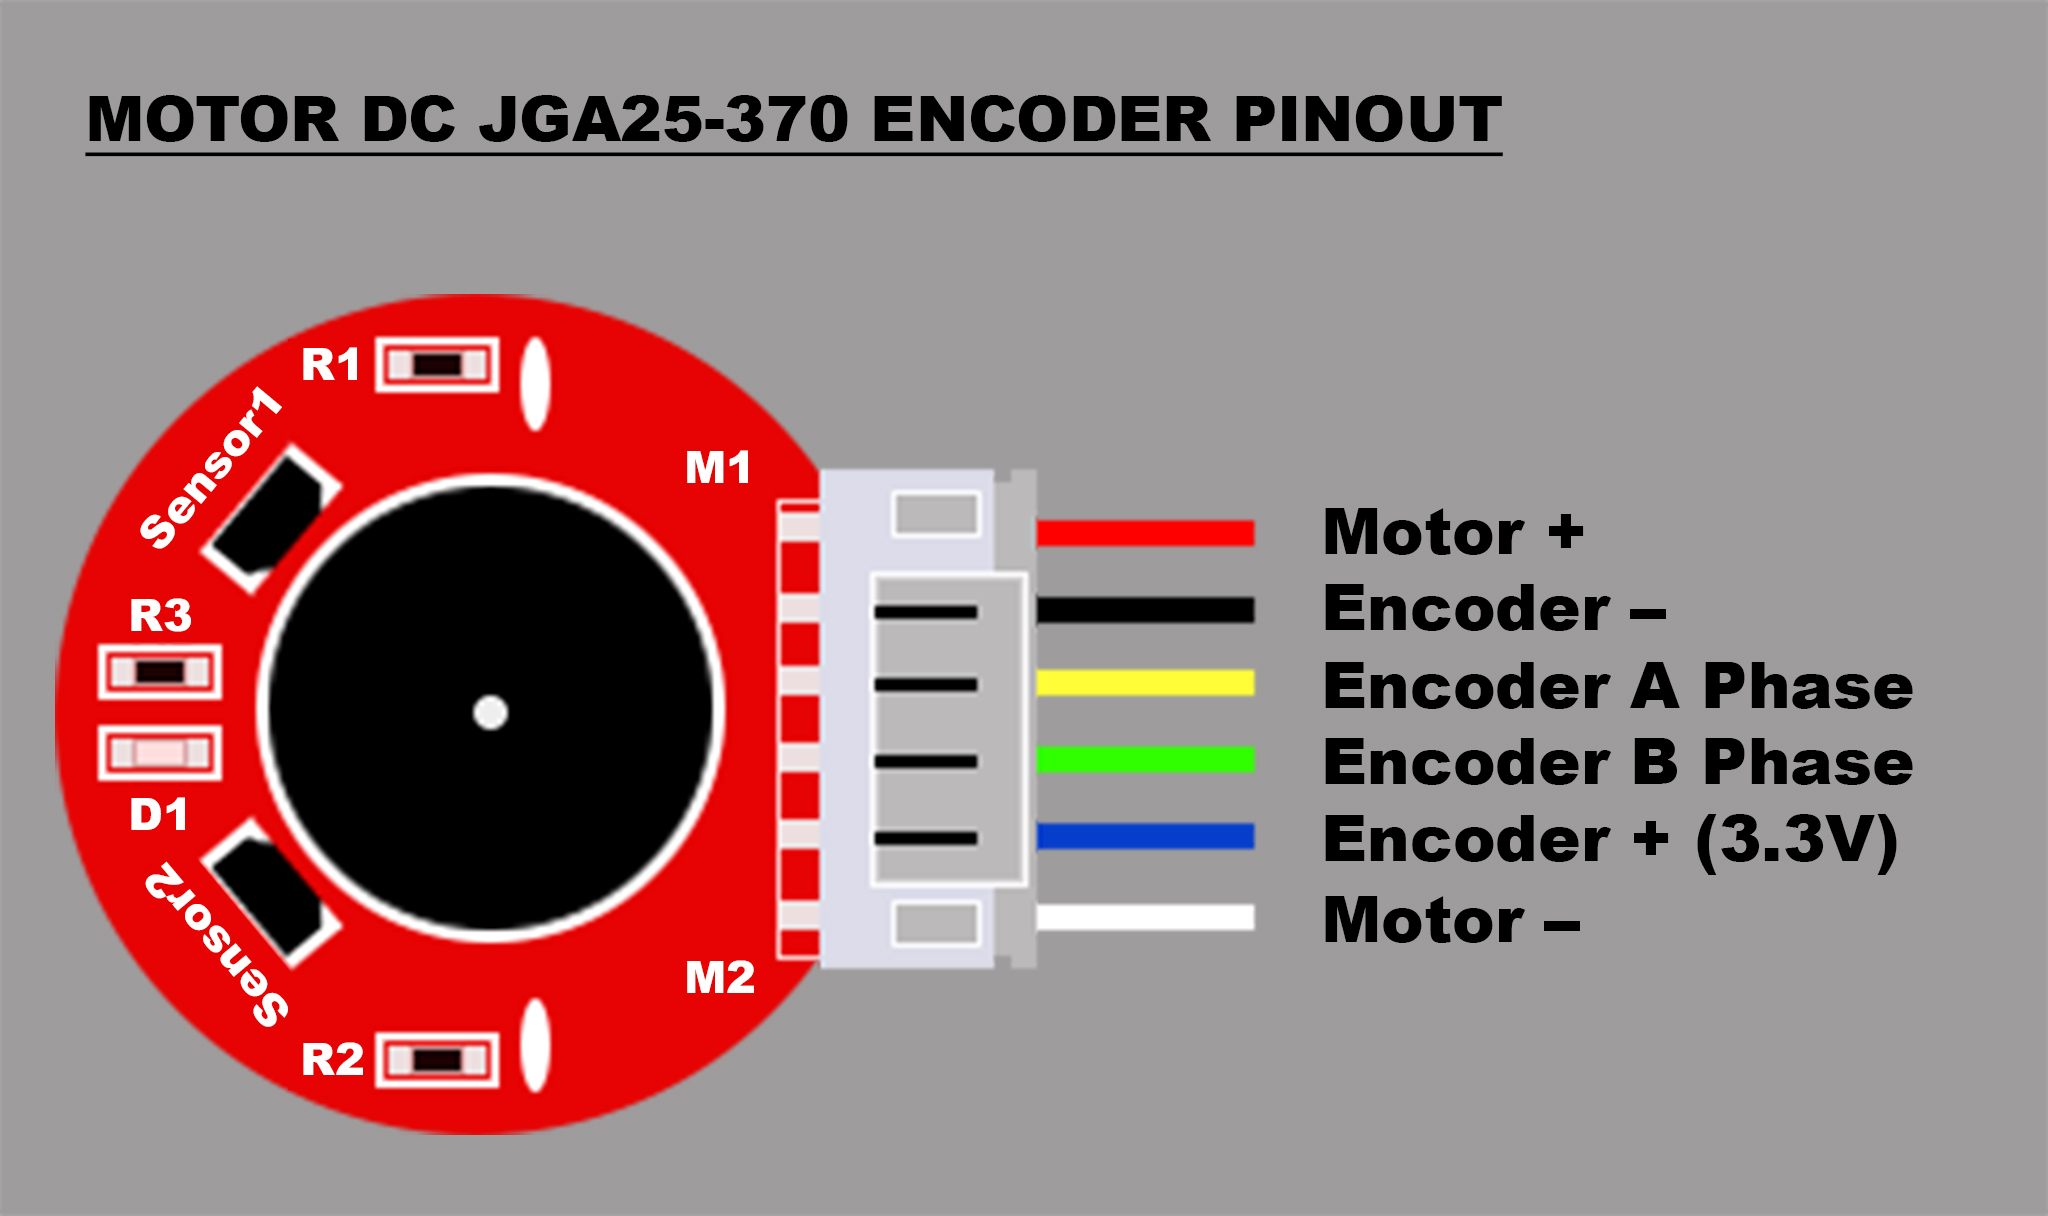 MOTOR DC JGA25-370 ENCODER PINOUT
R1
Sensor1
M1
Motor +
Encoder –
R3
Encoder A Phase
Encoder B Phase
D1
Encoder + (3.3V)
Sensor2
Motor –
M2
R2